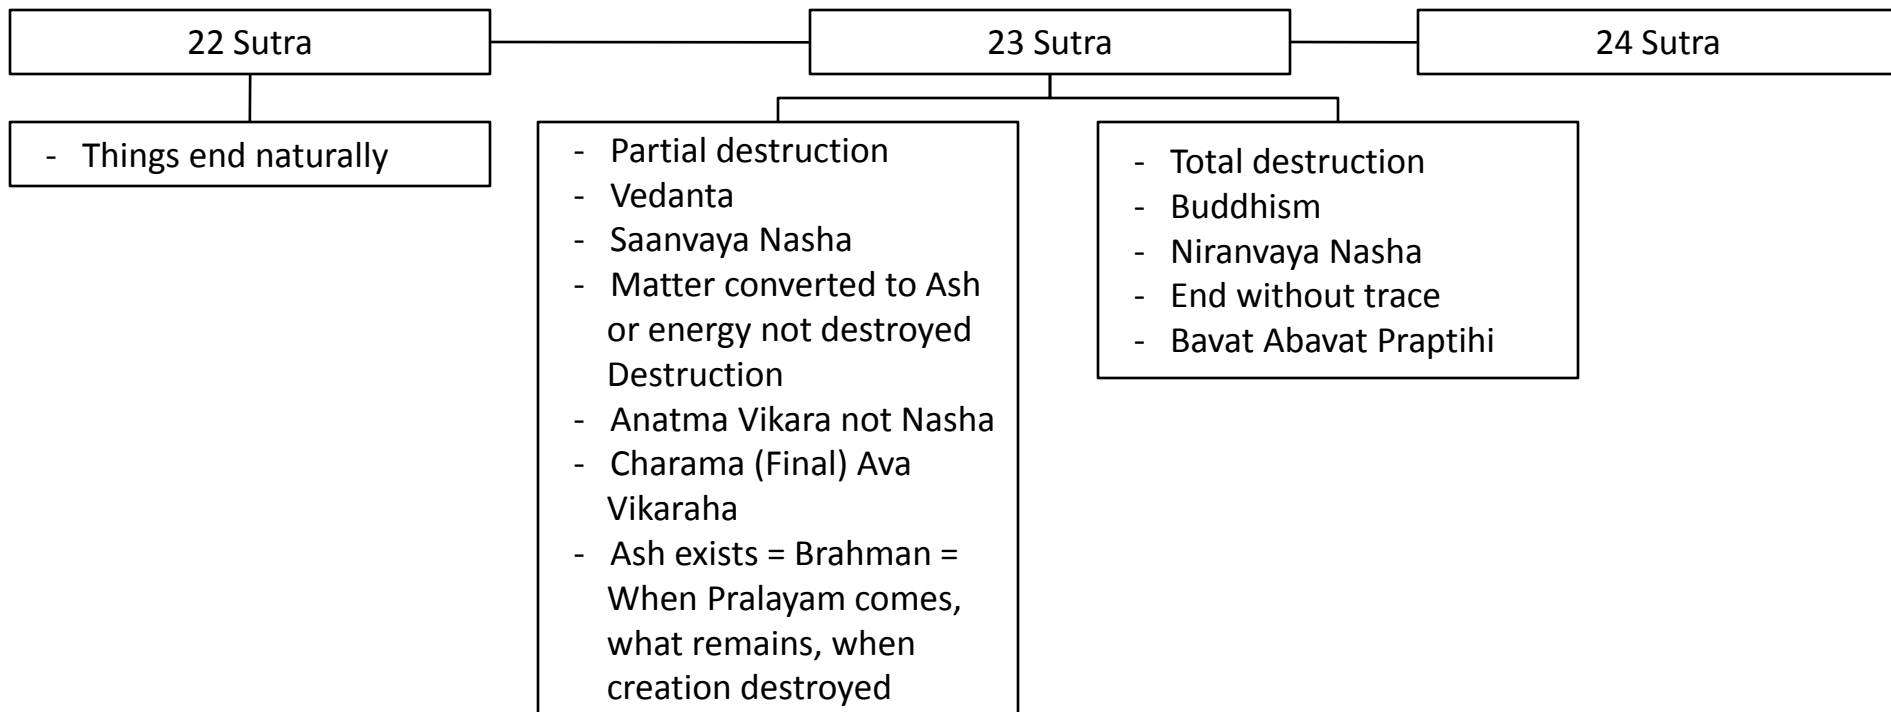 22 Sutra
23 Sutra
24 Sutra
- Things end naturally
- Partial destruction
- Vedanta
- Saanvaya Nasha
- Matter converted to Ash
or energy not destroyed
Destruction
- Anatma Vikara not Nasha
- Charama (Final) Ava
Vikaraha
- Ash exists = Brahman =
When Pralayam comes,
what remains, when
creation destroyed
- Total destruction
- Buddhism
- Niranvaya Nasha
- End without trace
- Bavat Abavat Praptihi